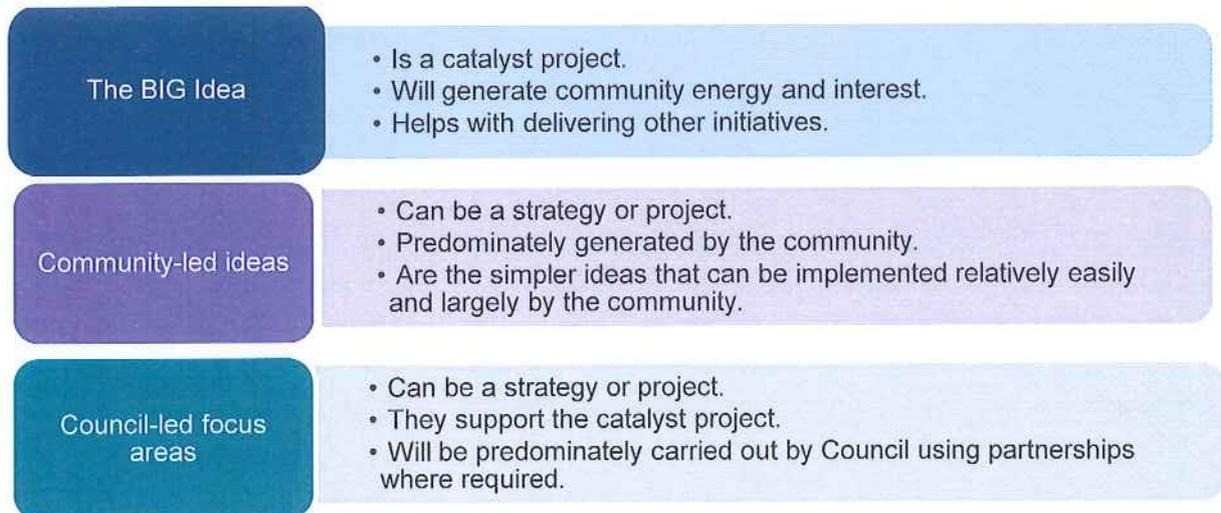 The BIG Idea
• Is a catalyst project.
• Will generate community energy and interest.
• Helps with delivering other initiatives.
Community-led ideas
• Can be a strategy or project.
• Predominately generated by the community.
• Are the simpler ideas that can be implemented relatively easily
and largely by the community.
Council-led focus
areas
• Can be a strategy or project.
• They support the catalyst project.
• Will be predominately carried out by Council using partnerships
where required.